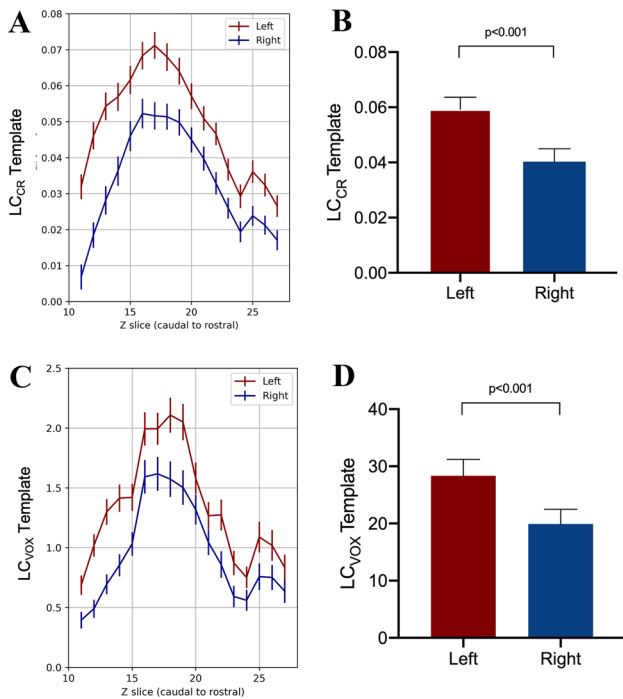 A
0.08
0.07
0.06
0.05
0.04
0.03
0.02
0.01
0.00
LCCR Template
10
15
20
25
Z slice (caudal to rostral)
Left
Right
B
p<0.001
0.08
0.06
0.04
0.02
0.00
LCCR Template
Left
Right
C
2.5
2.0
1.5
1.0
0.5
0.0
LCVOX Template
10
15
20
25
Z slice (caudal to rostral)
Left
Right
D
p<0.001
40
30
20
10
0
LCVOX Template
Left
Right